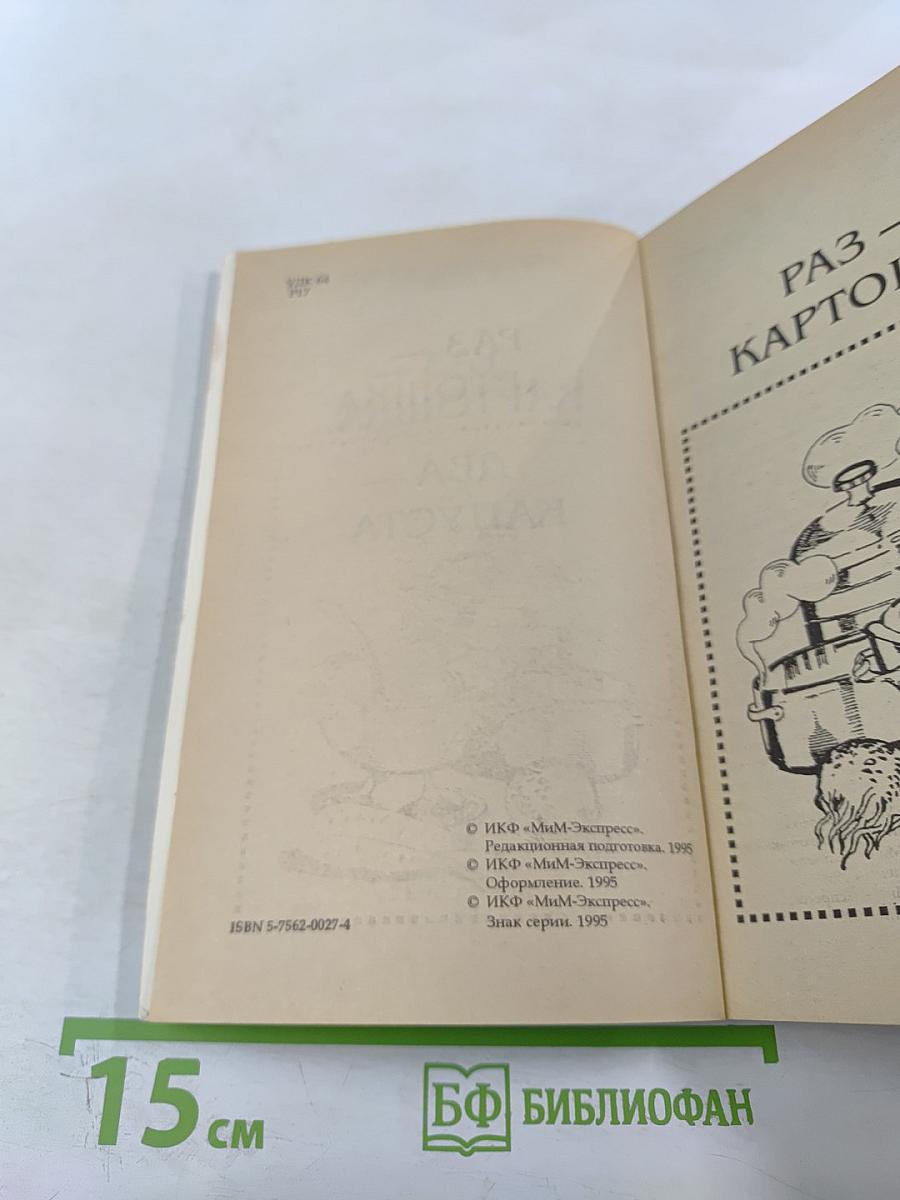 УДК 64
Р17
© ИКФ «МиМ-Экспресс».
Редакционная подготовка. 1995
© ИКФ «МиМ-Экспресс».
Оформление. 1995
© ИКФ «МиМ-Экспресс».
Знак серии. 1995
ISBN 5-7562-0027-4
РАЗ —
КАРТО
15 см
БФ БИБЛИОФАН